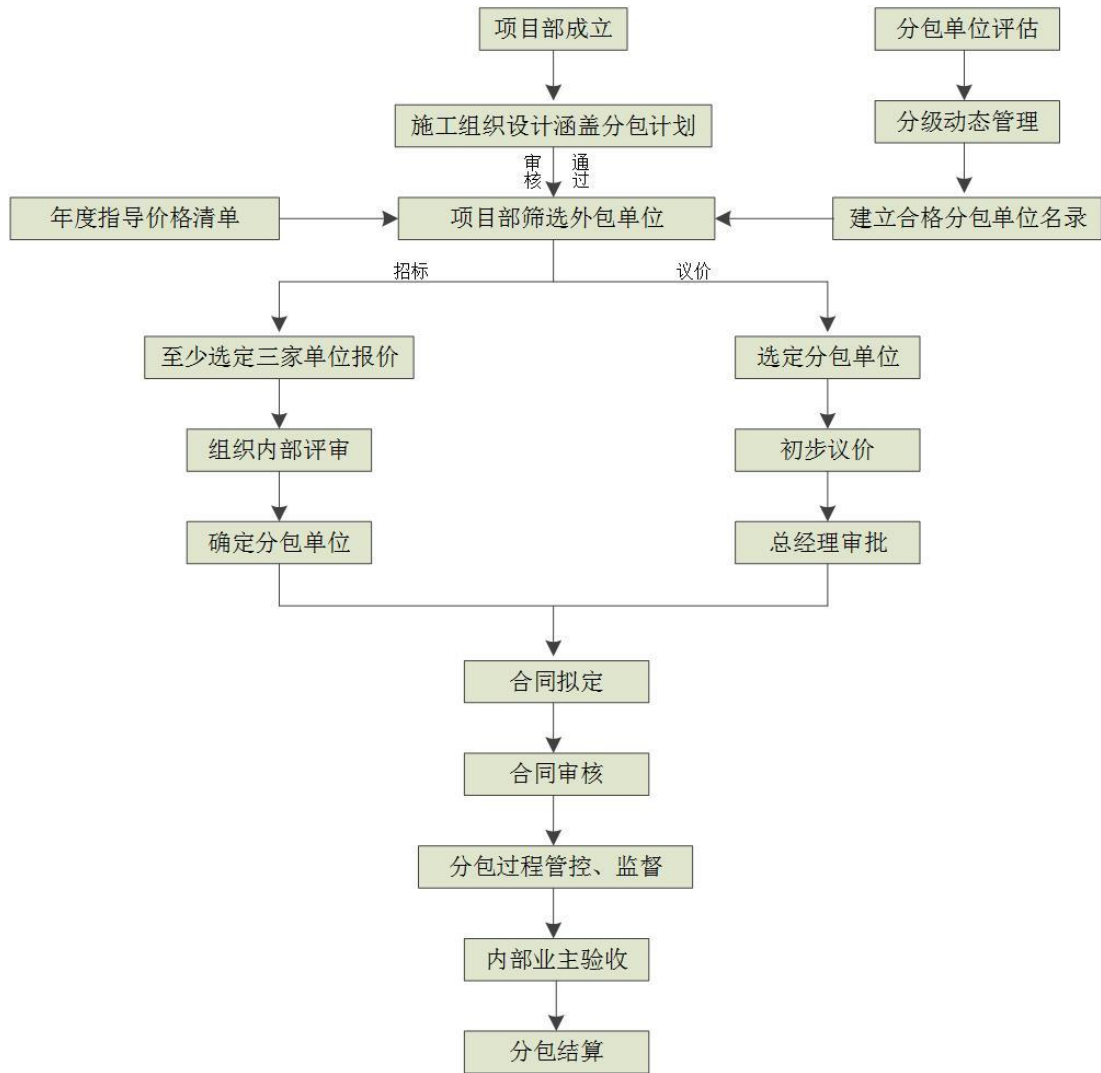 项目部成立
分包单位评估
施工组织设计涵盖分包计划
分级动态管理
审核
通过
年度指导价格清单
项目部筛选外包单位
建立合格分包单位名录
招标
议价
至少选定三家单位报价
选定分包单位
组织内部评审
初步议价
确定分包单位
总经理审批
合同拟定
合同审核
分包过程管控、监督
内部业主验收
分包结算